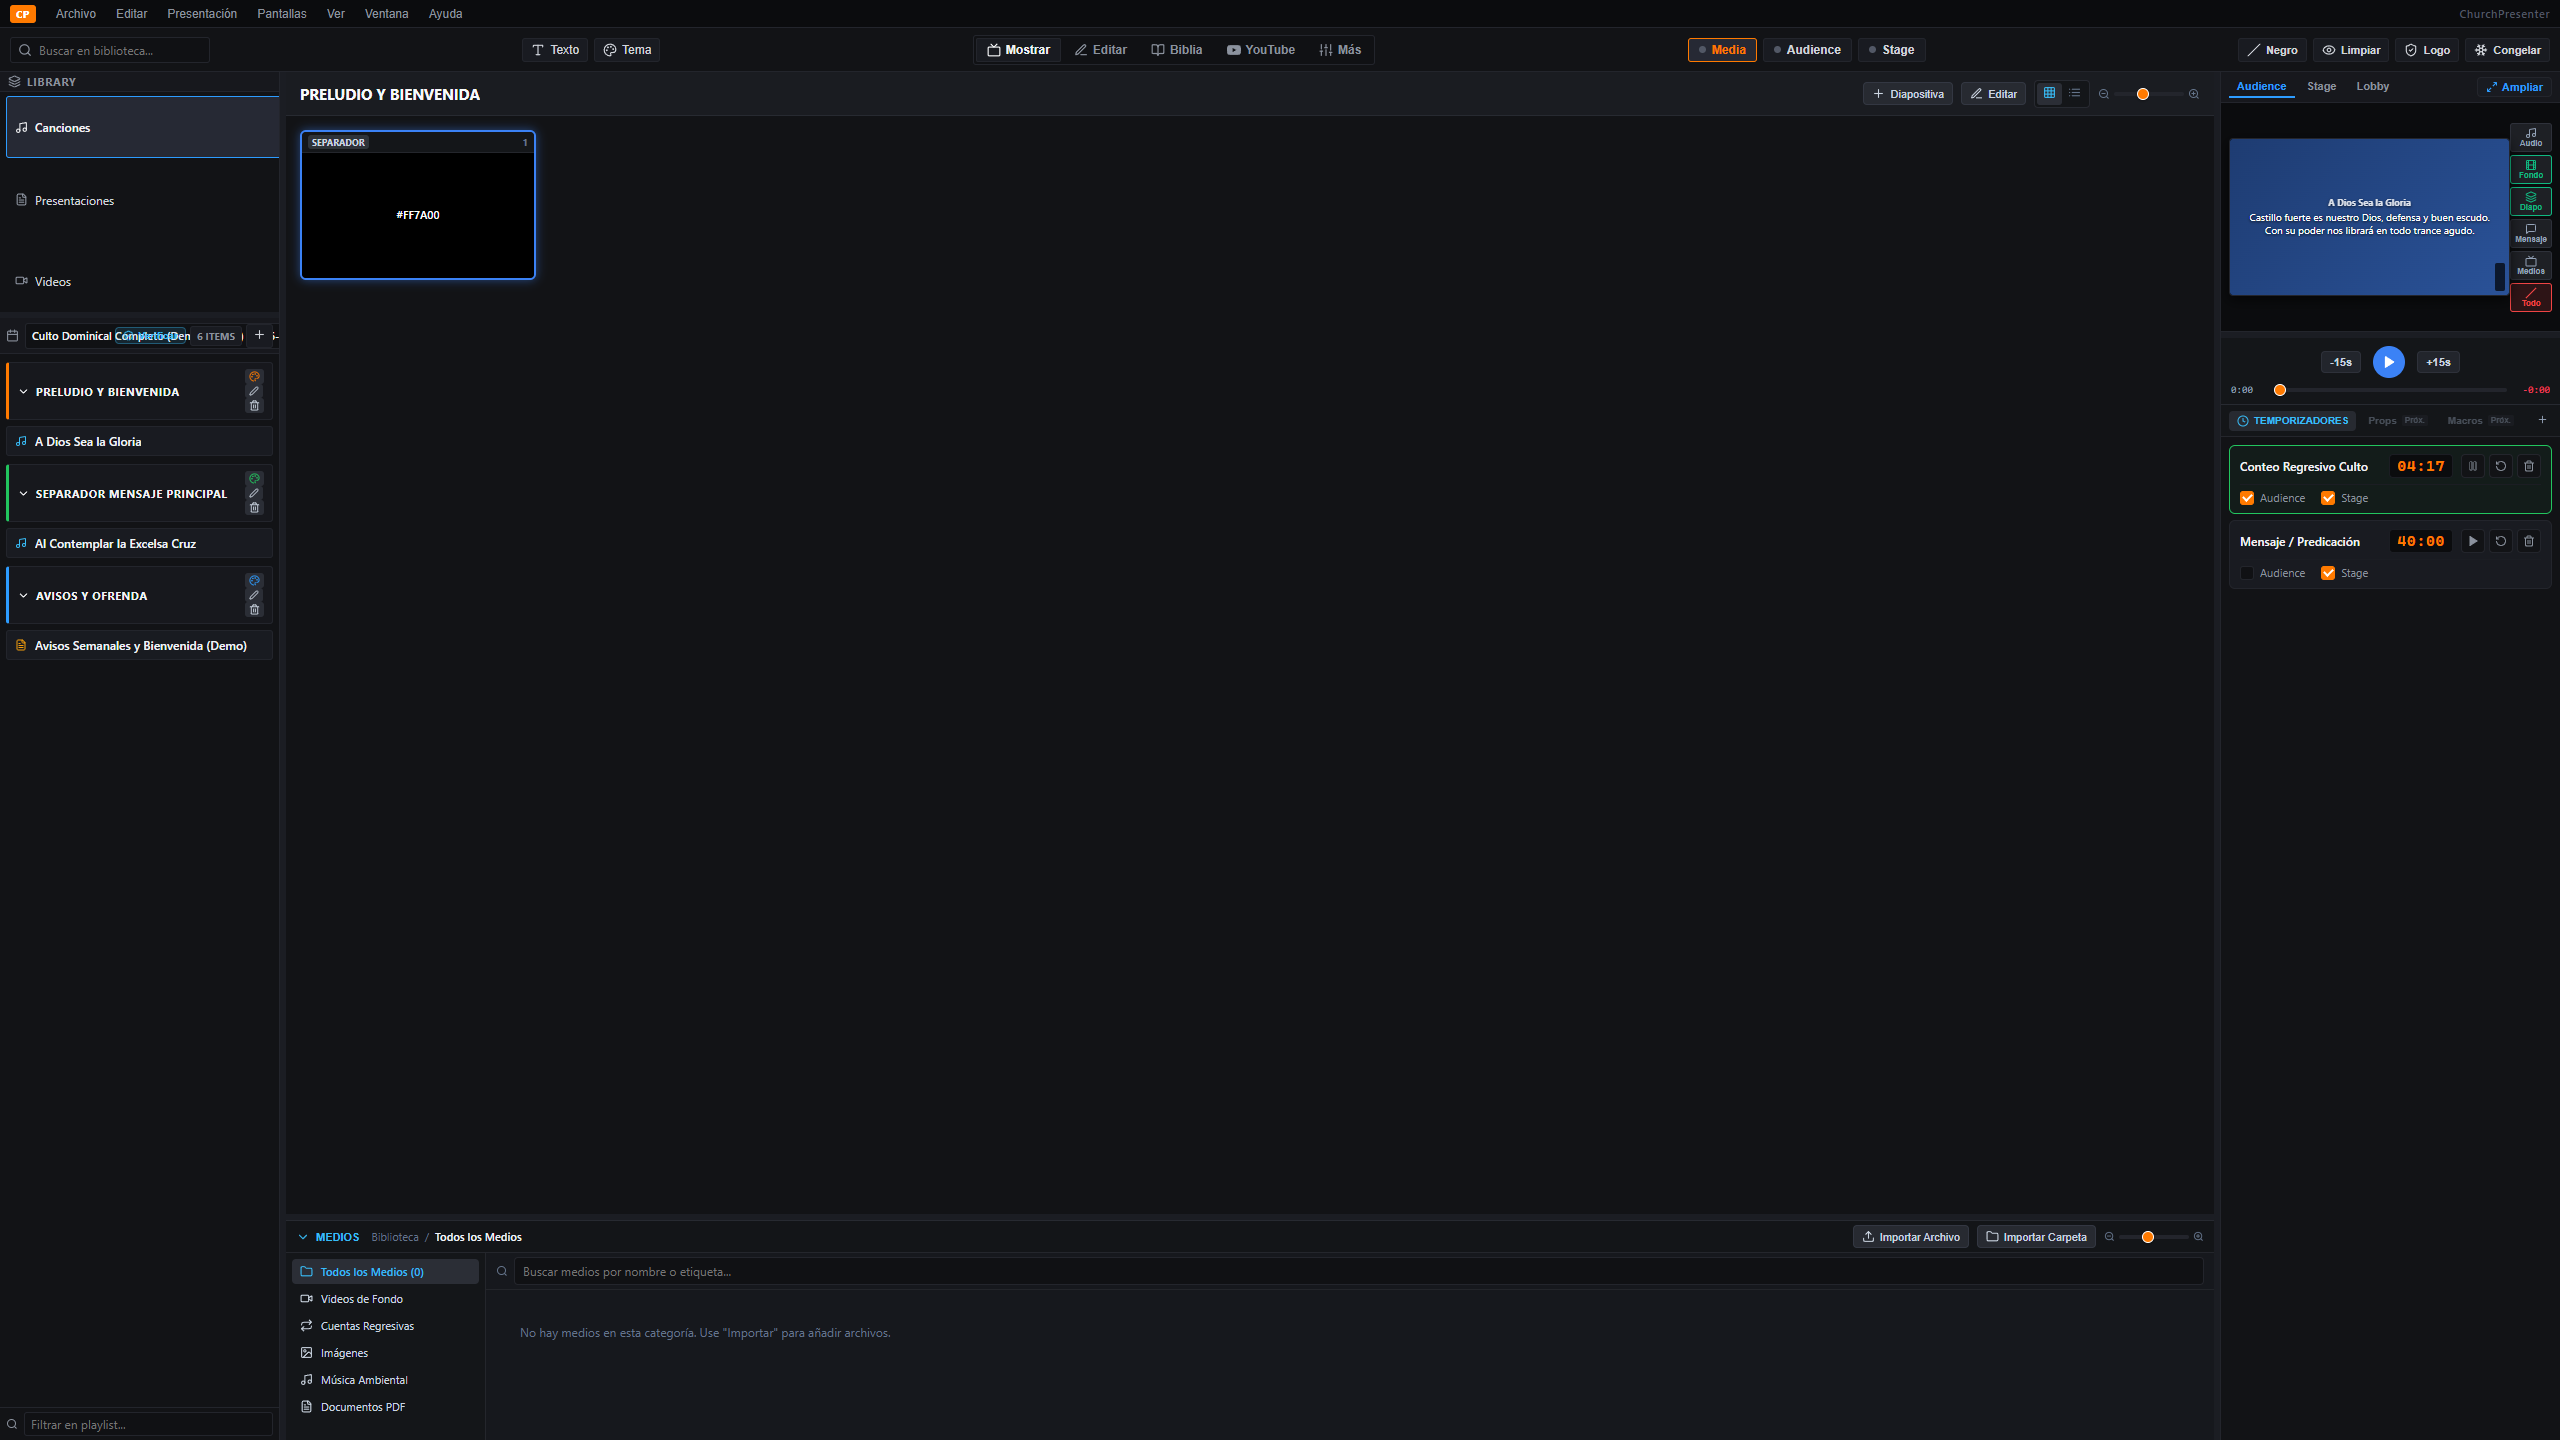 CP Archivo Editar Presentación Pantallas Ver Ventana Ayuda ChurchPresenter
Buscar en biblioteca... Texto Tema Mostrar Editar Biblia YouTube Más Media Audience Stage Negro Limpiar Logo Congelar
LIBRARY
Canciones
Presentaciones
Videos
Culto Dominical Completo (Den 6 ITEMS
PRELUDIO Y BIENVENIDA
A Dios Sea la Gloria
SEPARADOR MENSAJE PRINCIPAL
Al Contemplar la Excelsa Cruz
AVISOS Y OFRENDA
Avisos Semanales y Bienvenida (Demo)
Filtrar en playlist...
PRELUDIO Y BIENVENIDA Diapositiva Editar
SEPARADOR 1
#FF7A00
MEDIOS Biblioteca / Todos los Medios Importar Archivo Importar Carpeta
Todos los Medios (0)
Videos de Fondo
Cuentas Regresivas
Imágenes
Música Ambiental
Documentos PDF
Buscar medios por nombre o etiqueta...
No hay medios en esta categoría. Use "Importar" para añadir archivos.
Audience Stage Lobby Ampliar
A Dios Sea la Gloria
Castillo fuerte es nuestro Dios, defensa y buen escudo.
Con su poder nos librará en todo trance agudo.
Audio
Fondo
Diapo
Mensaje
Medios
Todo
-15s +15s
0:00 -0:00
TEMPORIZADORES Props Próx. Macros Próx.
Conteo Regresivo Culto 04:17
Audience Stage
Mensaje / Predicación 40:00
Audience Stage